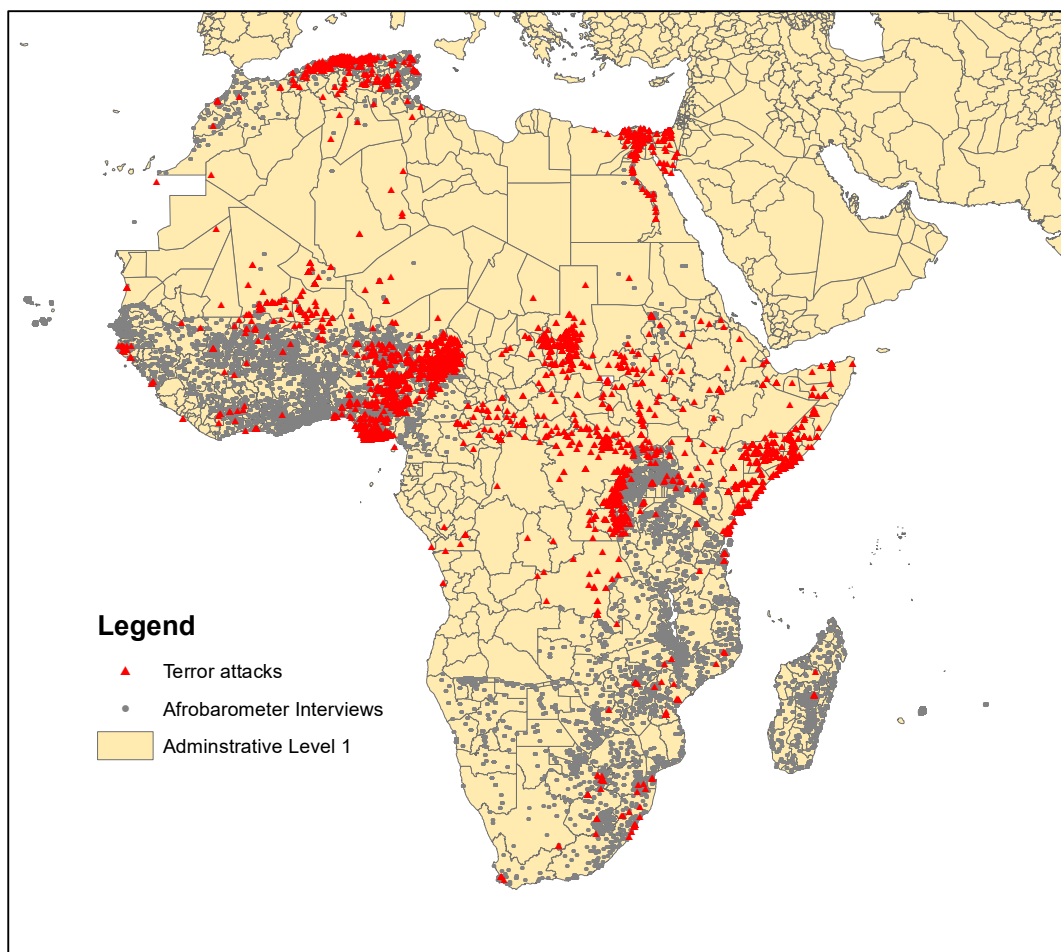 Legend
Terror attacks
Afrobarometer Interviews
Adminstrative Level 1